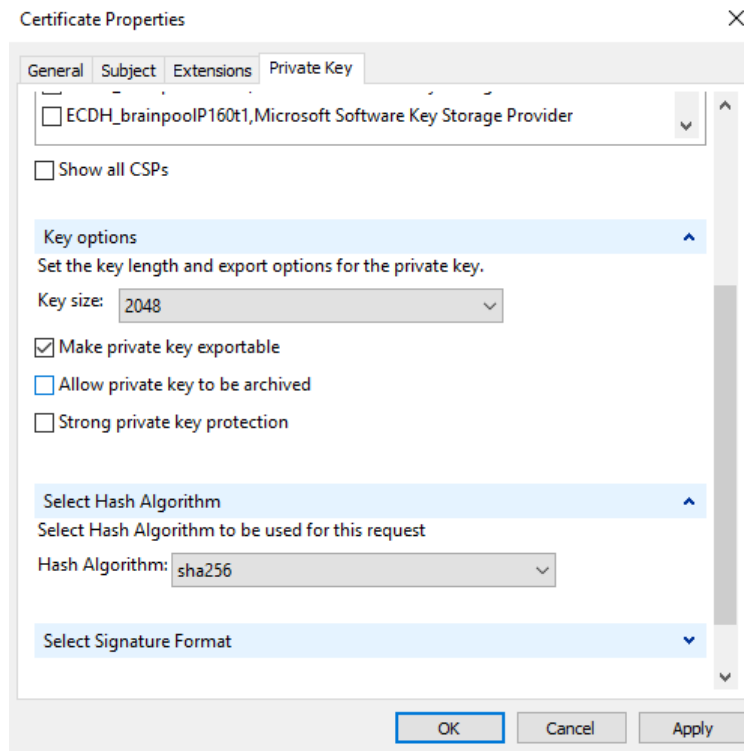 Certificate Properties
General Subject Extensions Private Key
ECDH_brainpoolP160t1,Microsoft Software Key Storage Provider
Show all CSPs
Key options
Set the key length and export options for the private key.
Key size: 2048
Make private key exportable
Allow private key to be archived
Strong private key protection
Select Hash Algorithm
Select Hash Algorithm to be used for this request
Hash Algorithm: sha256
Select Signature Format
OK Cancel Apply